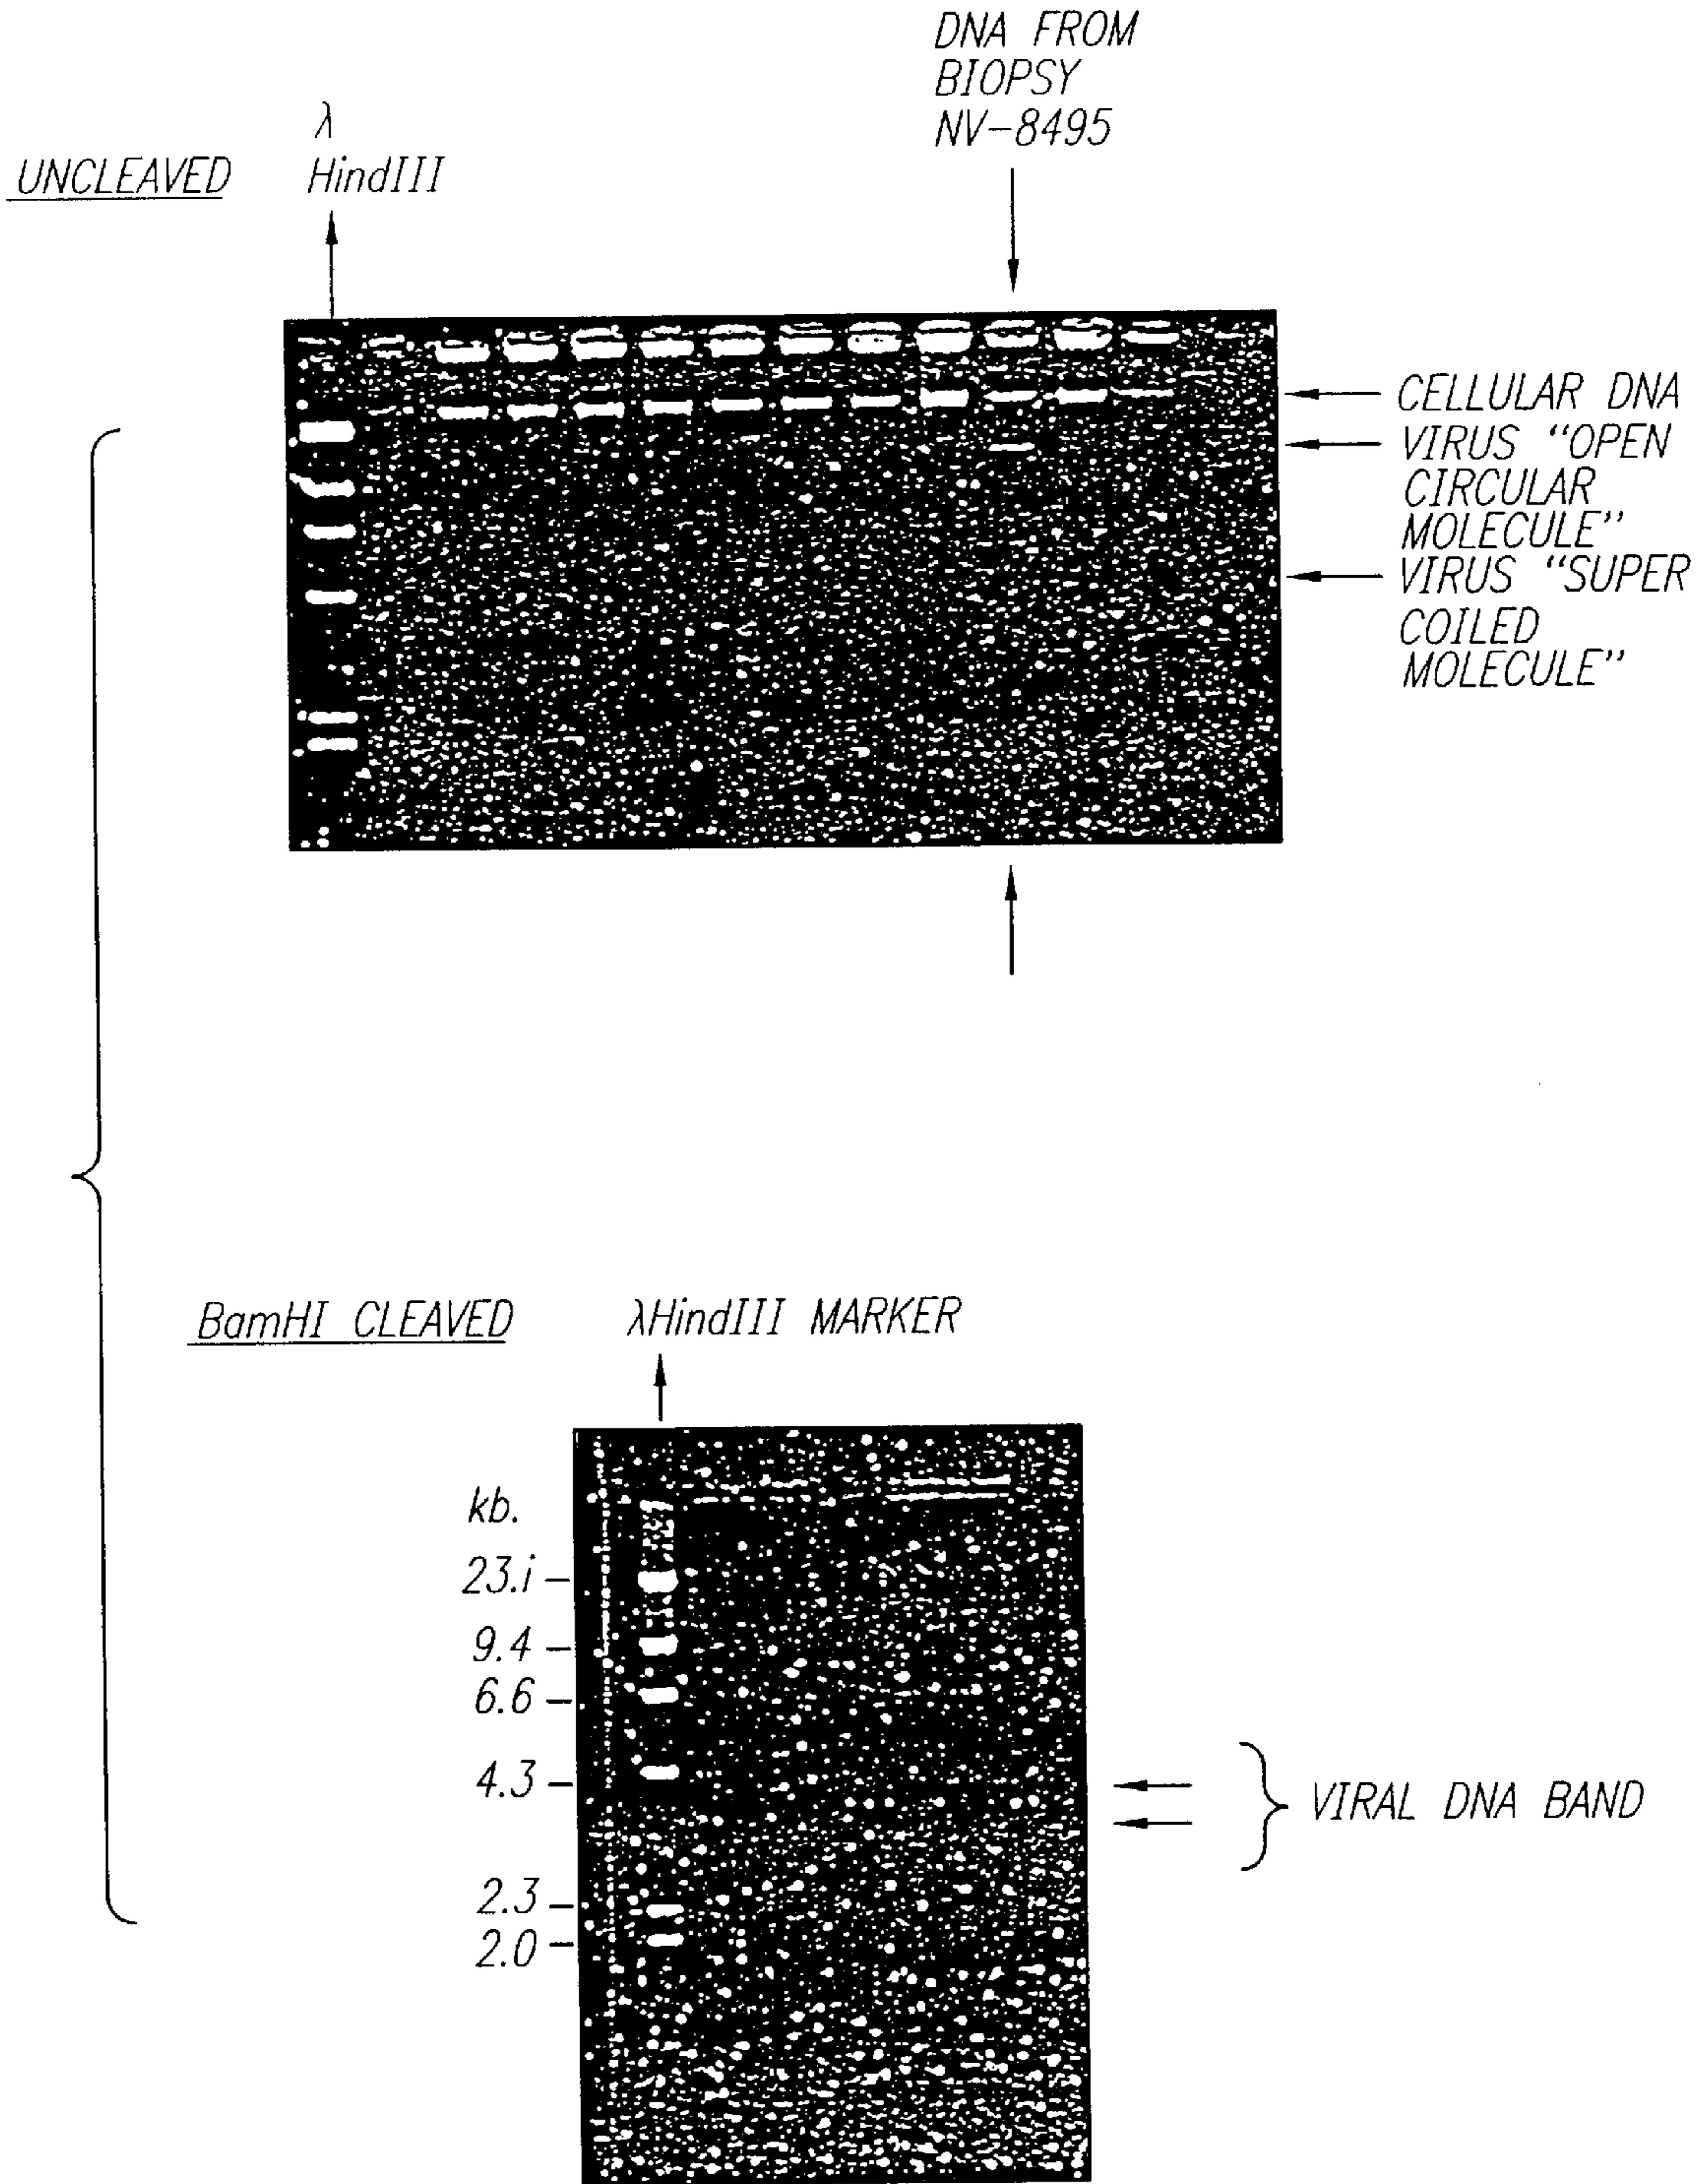 DNA FROM
BIOPSY
NV-8495
λ
HindIII
UNCLEAVED
CELLULAR DNA
VIRUS “OPEN
CIRCULAR
MOLECULE”
VIRUS “SUPER
COILED
MOLECULE”
BamHI CLEAVED
λHindIII MARKER
kb.
23.i
9.4
6.6
4.3
2.3
2.0
VIRAL DNA BAND